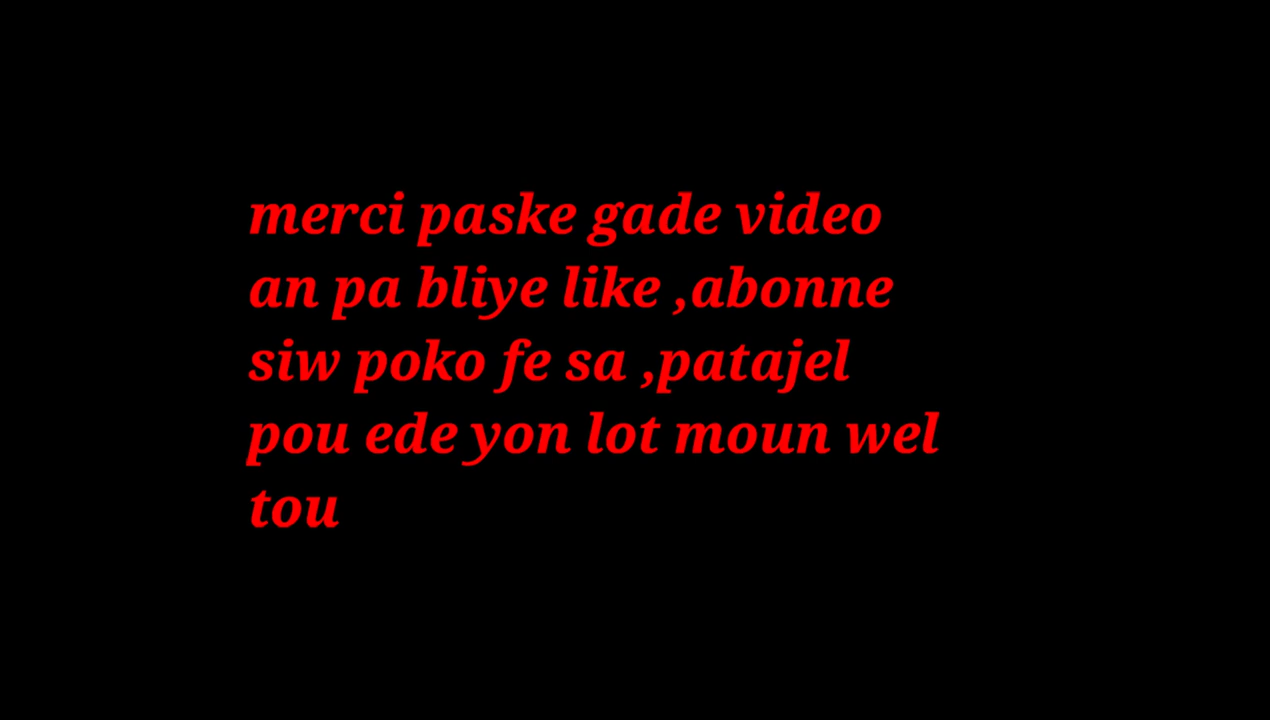 merci paske gade video
an pa bliye like ,abonne
siw poko fe sa ,patajel
pou ede yon lot moun wel
tou